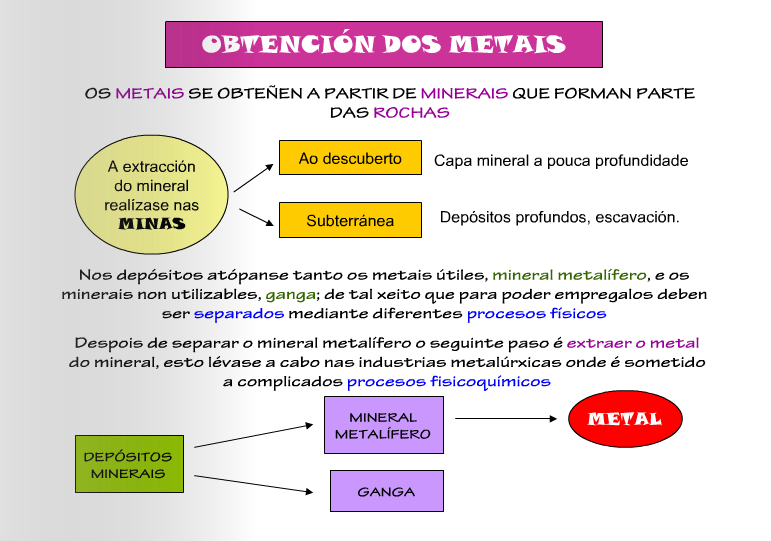 OBTENCIÓN DOS METAIS
OS METAIS SE OBTEÑEN A PARTIR DE MINERAIS QUE FORMAN PARTE
DAS ROCHAS
A extracción
do mineral
realízase nas
MINAS
Ao descuberto
Capa mineral a pouca profundidade
Subterránea
Depósitos profundos, escavación.
Nos depósitos atópanse tanto os metais útiles, mineral metalífero, e os
minerais non utilizables, ganga; de tal xeito que para poder empregalos deben
ser separados mediante diferentes procesos físicos
Despois de separar o mineral metalífero o seguinte paso é extraer o metal
do mineral, esto lévase a cabo nas industrias metalúrxicas onde é sometido
a complicados procesos fisicoquímicos
MINERAL
METALÍFERO
METAL
DEPÓSITOS
MINERAIS
GANGA